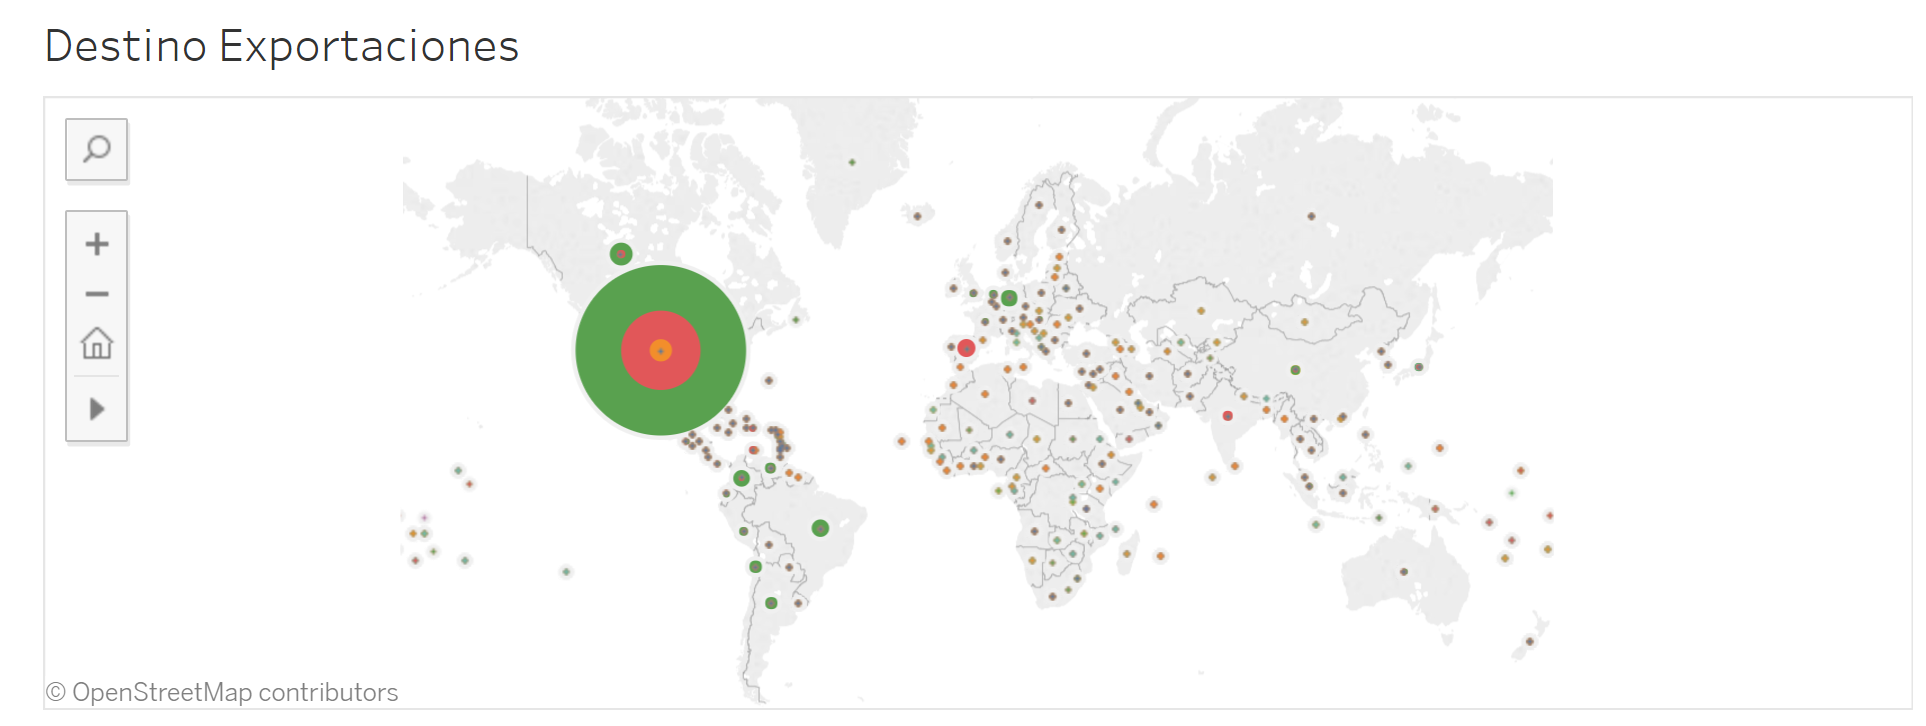 Destino Exportaciones
© OpenStreetMap contributors